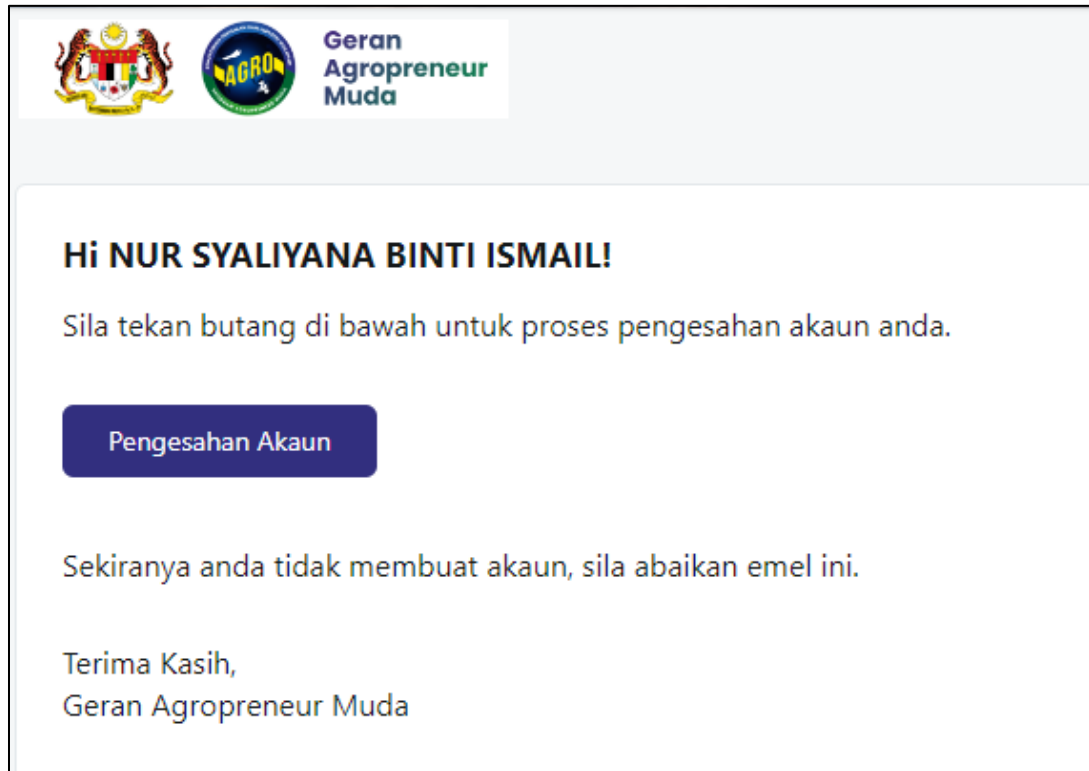 AGRO
Geran
Agropreneur
Muda
Hi NUR SYALIYANA BINTI ISMAIL!
Sila tekan butang di bawah untuk proses pengesahan akaun anda.
Pengesahan Akaun
Sekiranya anda tidak membuat akaun, sila abaikan emel ini.
Terima Kasih,
Geran Agropreneur Muda